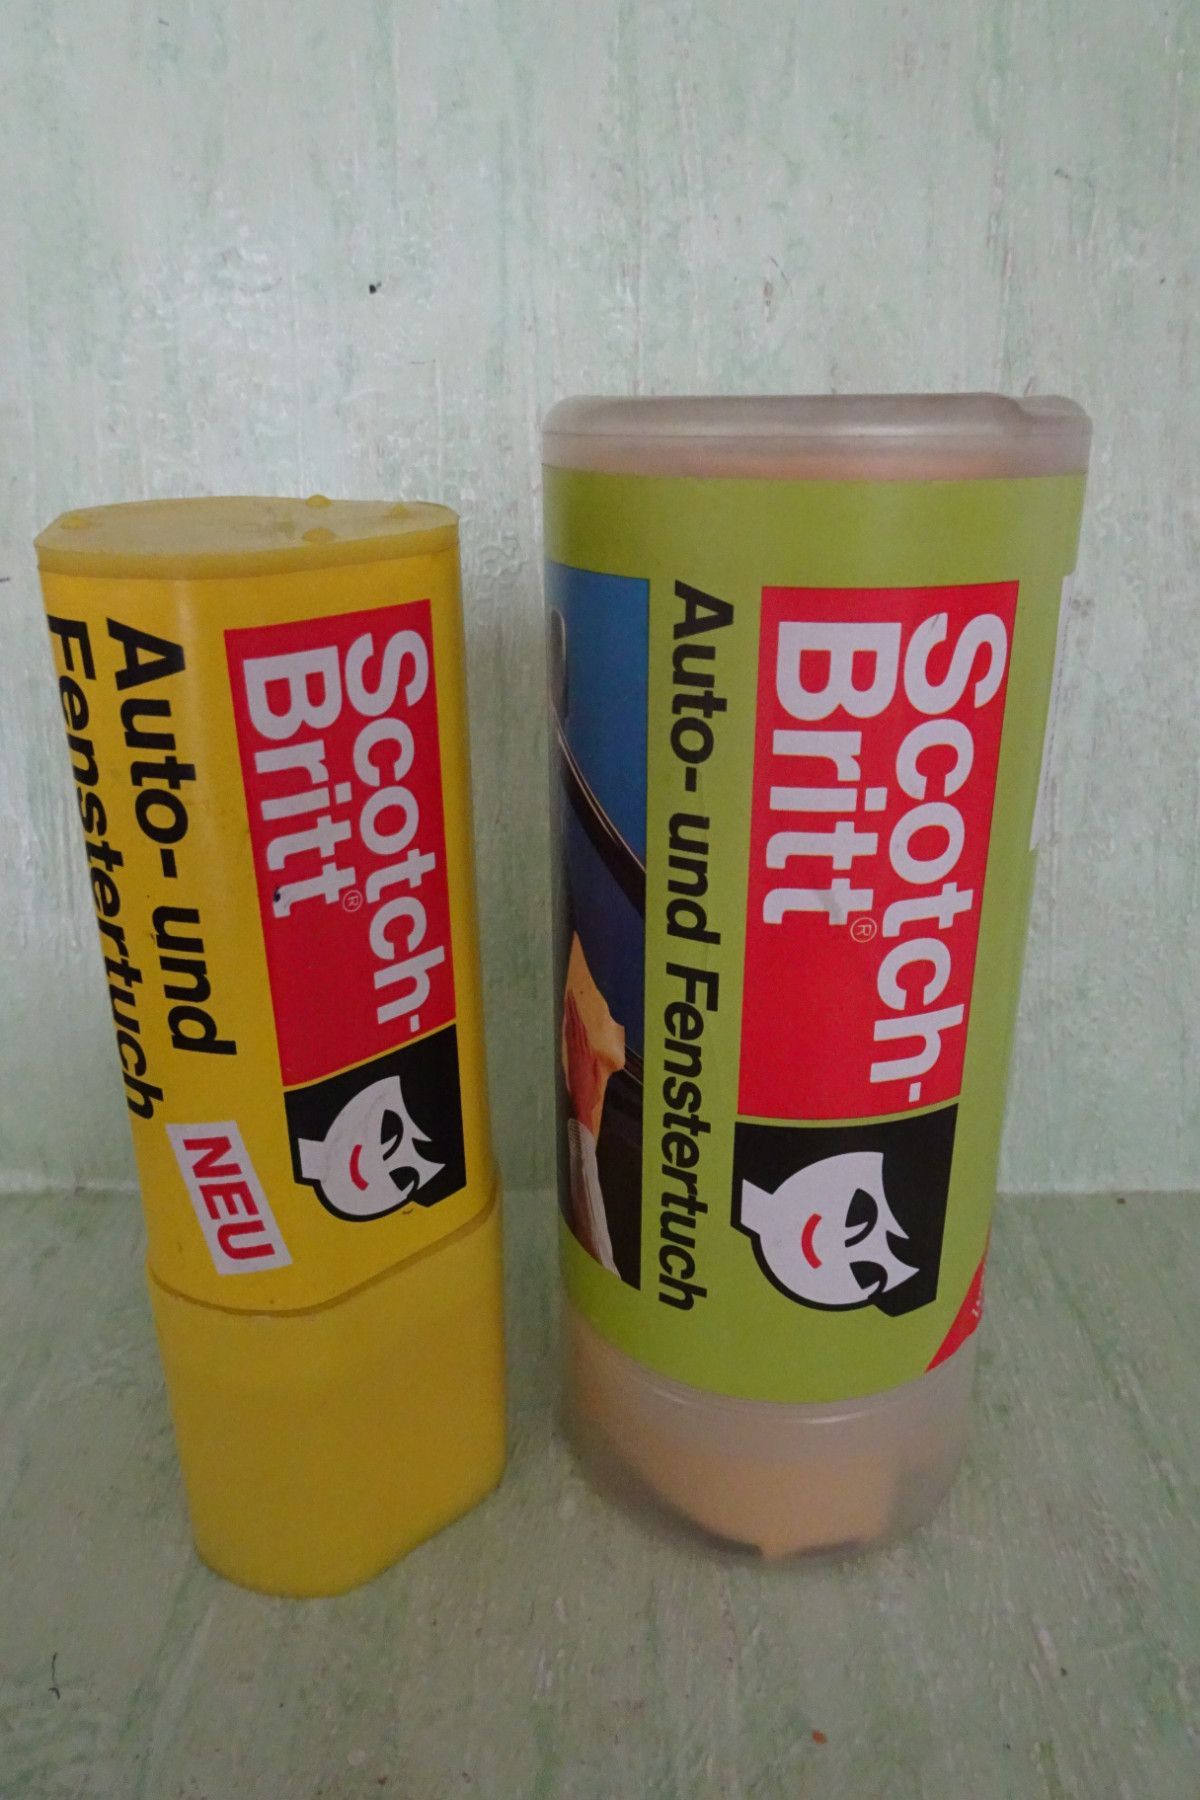 Scotch-
Britt®
Auto- und
Fenstertuch
NEU
Scotch-
Britt®
Auto- und Fenstertuch